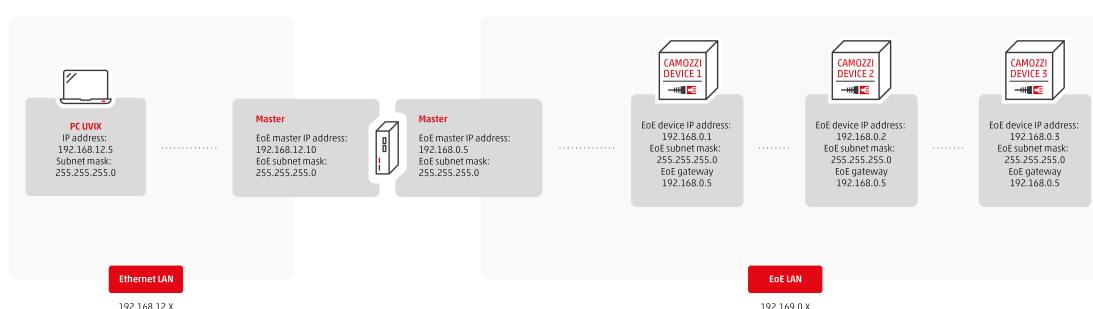 PC UVIX
IP address:
192.168.12.5
Subnet mask:
255.255.255.0
Master
EoE master IP address:
192.168.12.10
EoE subnet mask:
255.255.255.0
Master
EoE master IP address:
192.168.0.5
EoE subnet mask:
255.255.255.0
CAMOZZI
DEVICE 1
EoE device IP address:
192.168.0.1
EoE subnet mask:
255.255.255.0
EoE gateway
192.168.0.5
CAMOZZI
DEVICE 2
EoE device IP address:
192.168.0.2
EoE subnet mask:
255.255.255.0
EoE gateway
192.168.0.5
CAMOZZI
DEVICE 3
EoE device IP address:
192.168.0.3
EoE subnet mask:
255.255.255.0
EoE gateway
192.168.0.5
Ethernet LAN
192.168.12.X
EoE LAN
192.169.0.X